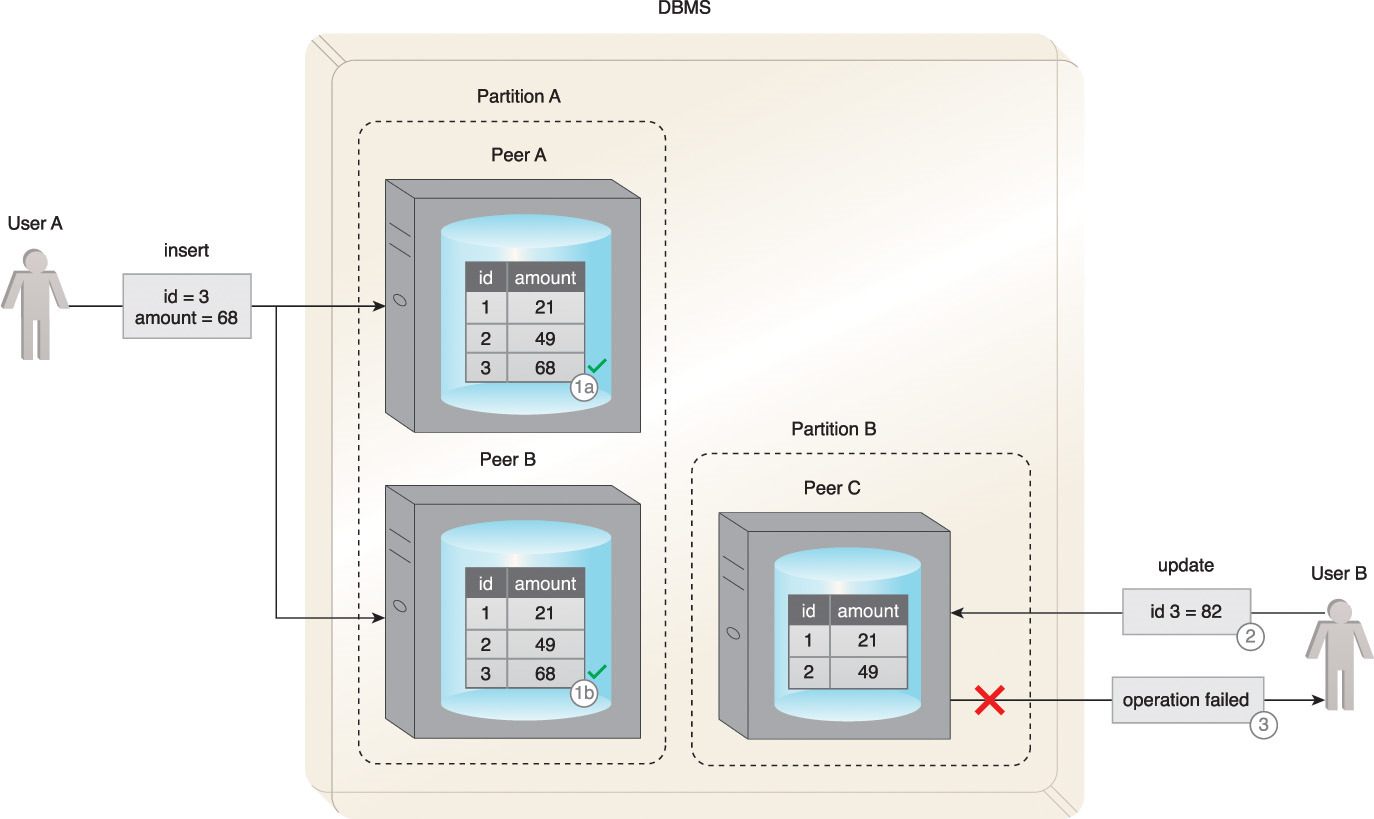 DBMS
Partition A
Peer A
User A
insert
id = 3
amount = 68
id amount
1 21
2 49
3 68
1a
Peer B
id amount
1 21
2 49
3 68
1b
Partition B
Peer C
id amount
1 21
2 49
update
User B
id 3 = 82
2
operation failed
3